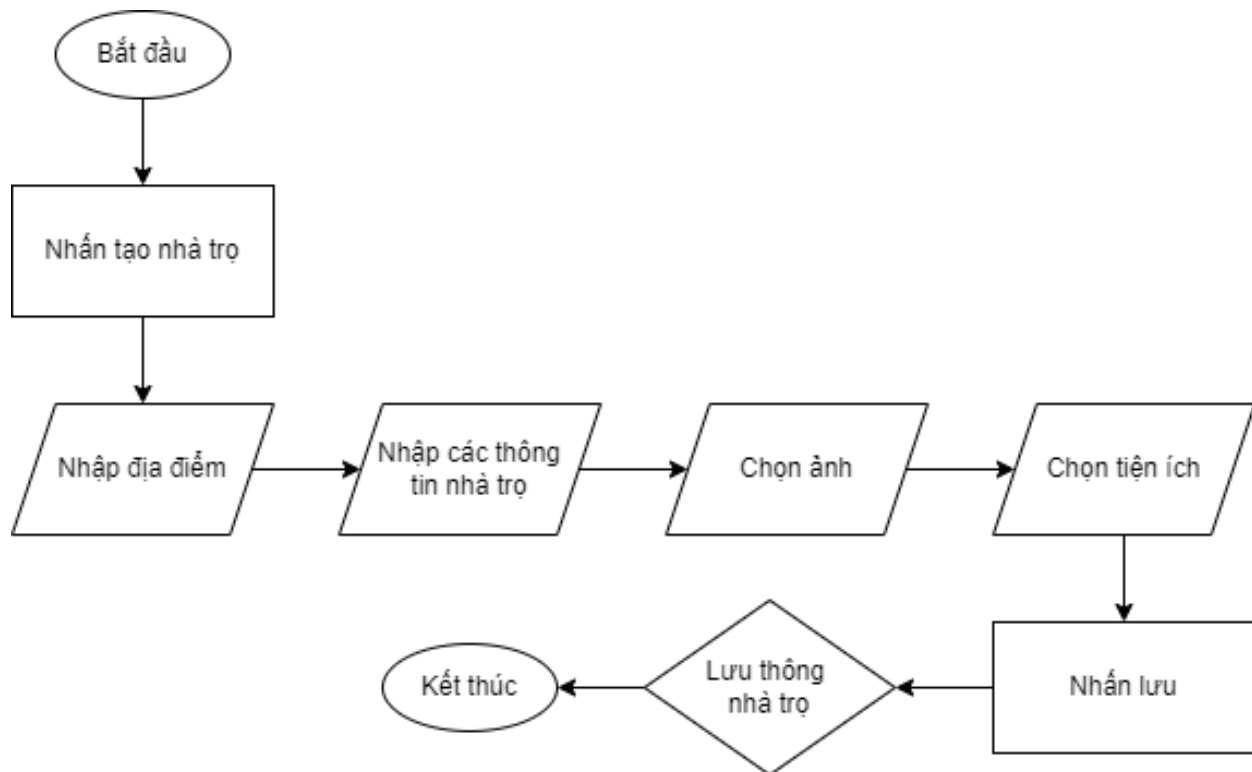 Bắt đầu
Nhấn tạo nhà trọ
Nhập địa điểm
Nhập các thông
tin nhà trọ
Chọn ảnh
Chọn tiện ích
Nhấn lưu
Lưu thông
nhà trọ
Kết thúc